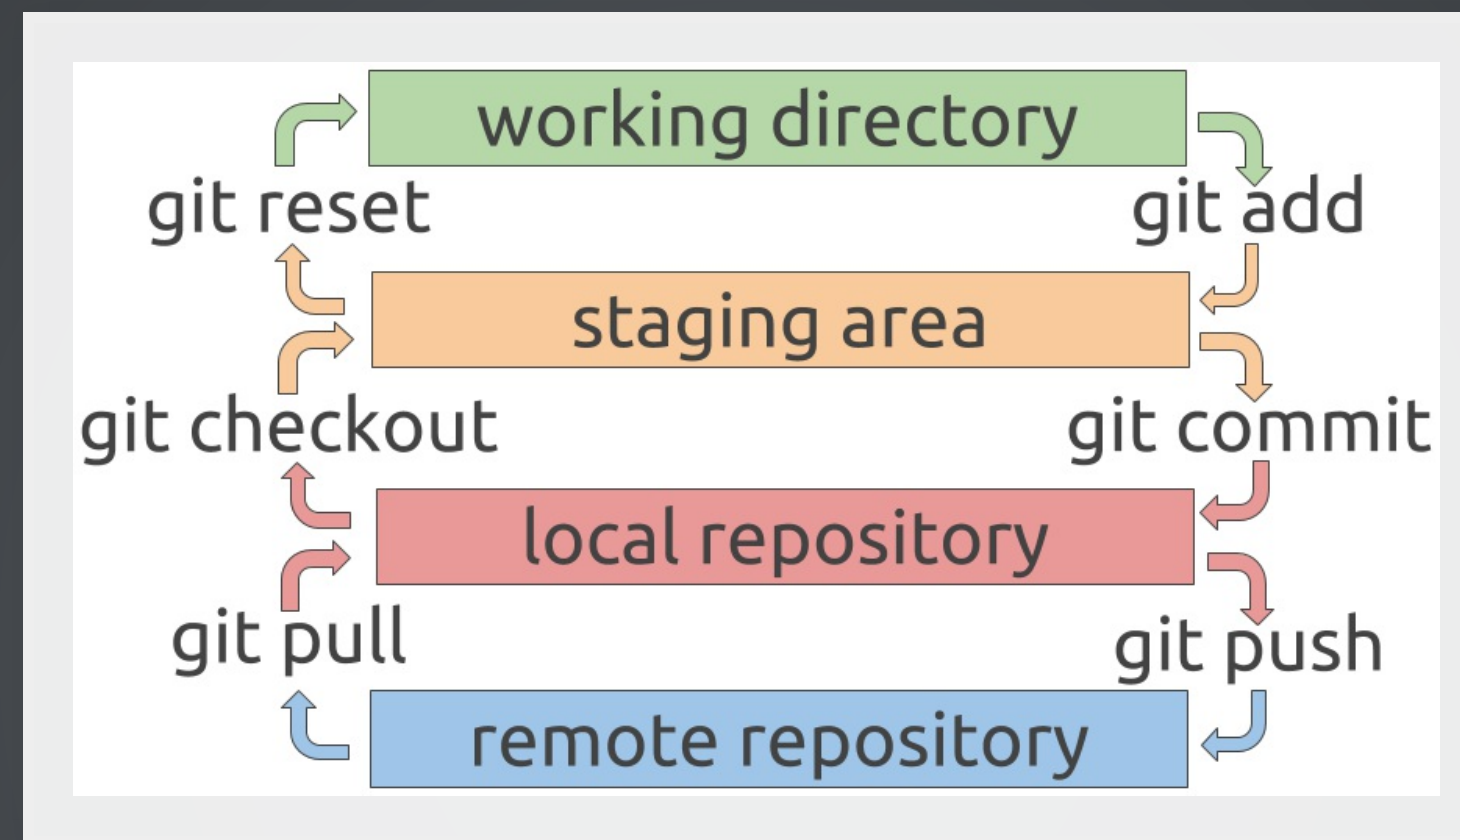 working directory
git reset
git add
staging area
git checkout
git commit
local repository
git pull
git push
remote repository